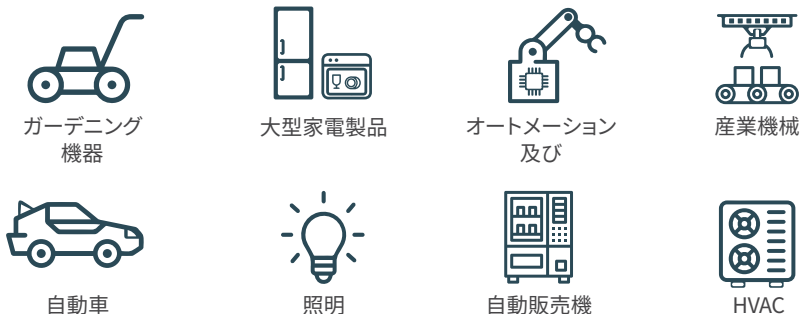 ガーデニング
機器
大型家電製品
オートメーション
及び
産業機械
自動車
照明
自動販売機
HVAC